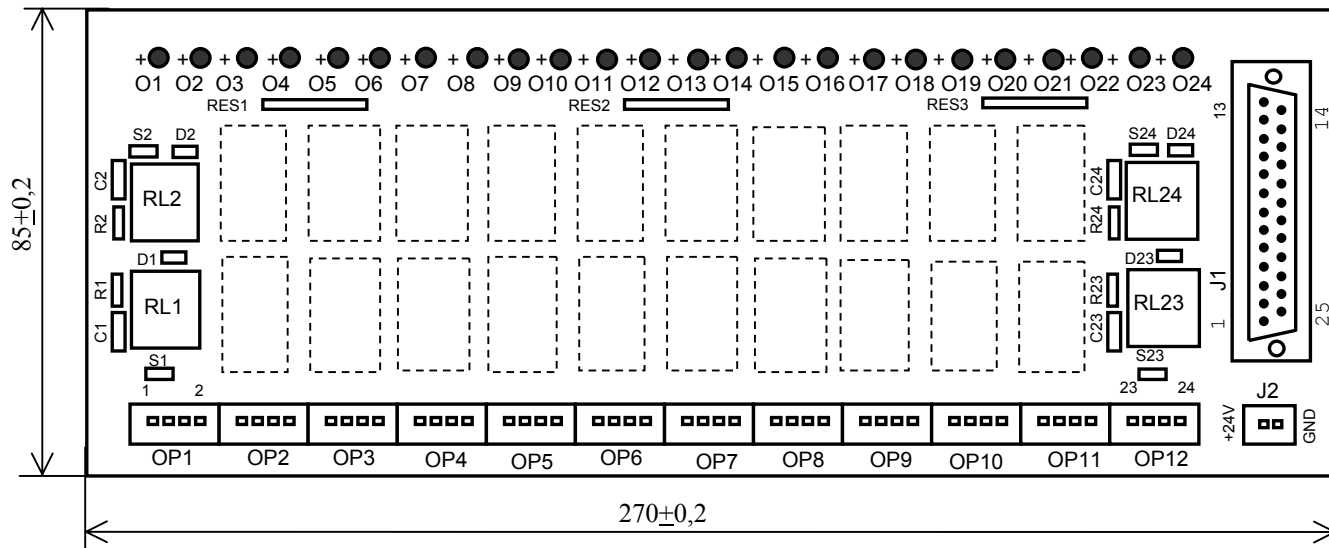 + + + + + + + + + + + + + + + + + + + + + + + +
O1 O2 O3 O4 O5 O6 O7 O8 O9 O10 O11 O12 O13 O14 O15 O16 O17 O18 O19 O20 O21 O22 O23 O24
RES1 RES2 RES3
13 14
S2 D2 S24 D24
C2 RL2 C24 RL24
R2 R24
D1 D23
R1 RL1 R23 RL23 J1
C1 C23 1 25
S1 S23
1 2 23 24
J2
+24V GND
OP1 OP2 OP3 OP4 OP5 OP6 OP7 OP8 OP9 OP10 OP11 OP12
85±0,2
270±0,2